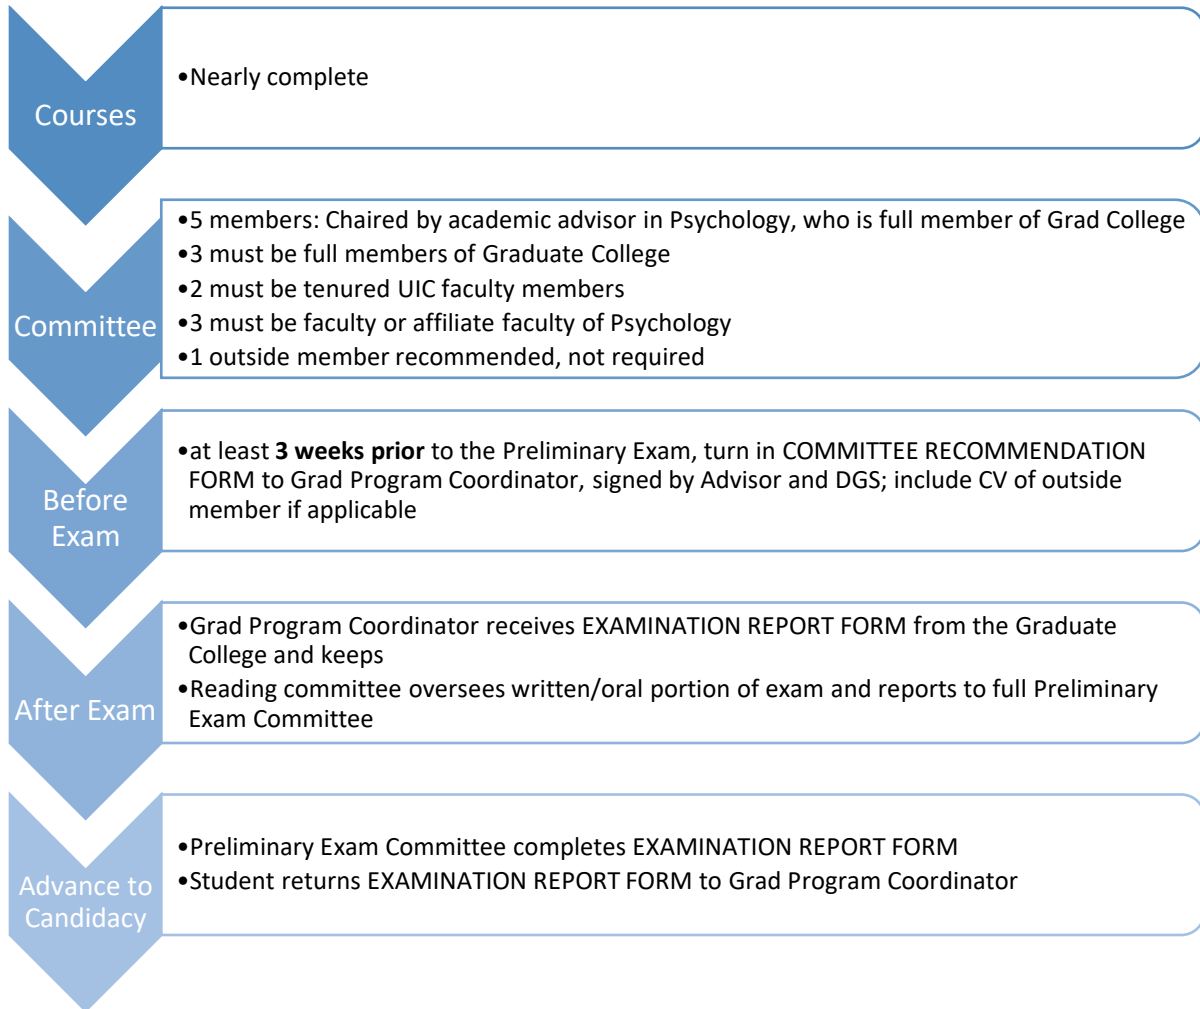 Courses
•Nearly complete
Committee
•5 members: Chaired by academic advisor in Psychology, who is full member of Grad College
•3 must be full members of Graduate College
•2 must be tenured UIC faculty members
•3 must be faculty or affiliate faculty of Psychology
•1 outside member recommended, not required
Before
Exam
•at least 3 weeks prior to the Preliminary Exam, turn in COMMITTEE RECOMMENDATION
FORM to Grad Program Coordinator, signed by Advisor and DGS; include CV of outside
member if applicable
After Exam
•Grad Program Coordinator receives EXAMINATION REPORT FORM from the Graduate
College and keeps
•Reading committee oversees written/oral portion of exam and reports to full Preliminary
Exam Committee
Advance to
Candidacy
•Preliminary Exam Committee completes EXAMINATION REPORT FORM
•Student returns EXAMINATION REPORT FORM to Grad Program Coordinator